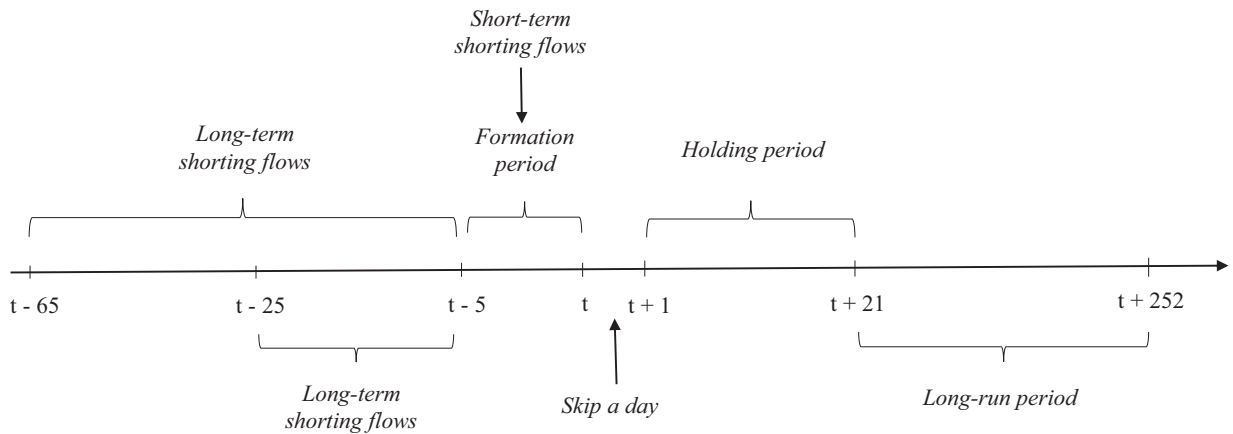 Short-term
shorting flows
Long-term
shorting flows
Formation
period
Holding period
t - 65
t - 25
t - 5
t
t + 1
t + 21
t + 252
Long-term
shorting flows
Skip a day
Long-run period